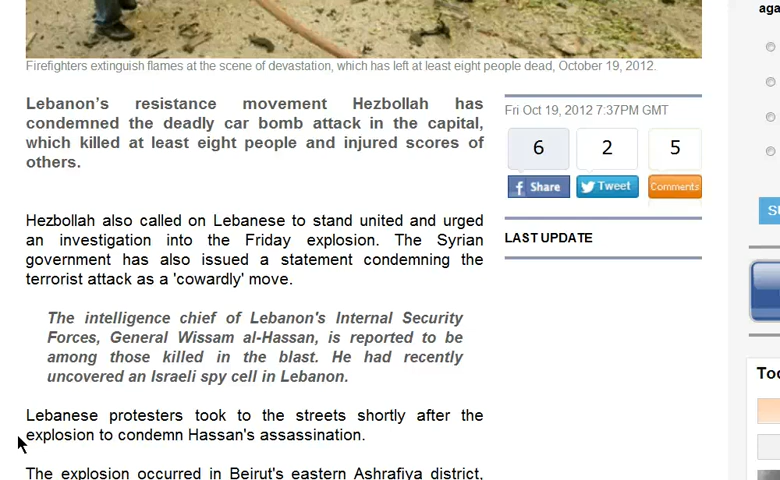 aga
Firefighters extinguish flames at the scene of devastation, which has left at least eight people dead, October 19, 2012.
Lebanon's resistance movement Hezbollah has
condemned the deadly car bomb attack in the capital,
which killed at least eight people and injured scores of
others.
Fri Oct 19, 2012 7:37PM GMT
6 2 5
Share Tweet Comments
LAST UPDATE
Hezbollah also called on Lebanese to stand united and urged
an investigation into the Friday explosion. The Syrian
government has also issued a statement condemning the
terrorist attack as a 'cowardly' move.
The intelligence chief of Lebanon's Internal Security
Forces, General Wissam al-Hassan, is reported to be
among those killed in the blast. He had recently
uncovered an Israeli spy cell in Lebanon.
Lebanese protesters took to the streets shortly after the
explosion to condemn Hassan's assassination.
The explosion occurred in Beirut's eastern Ashrafiya district,